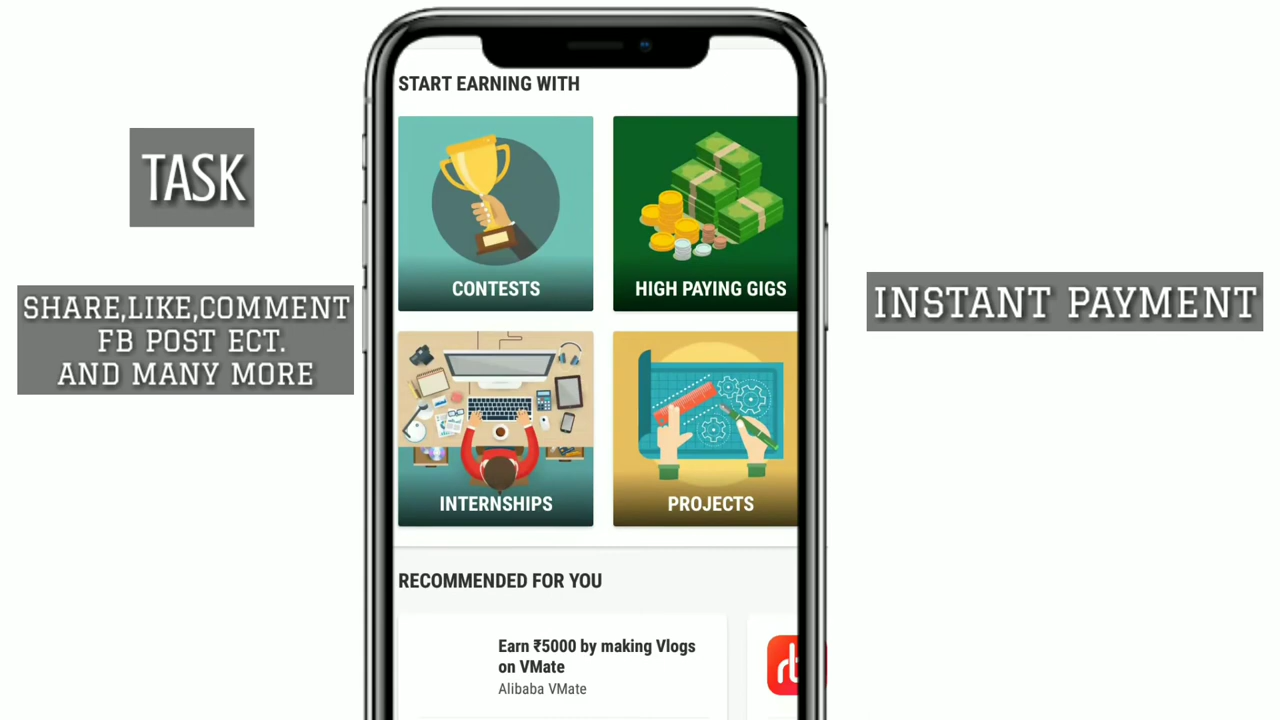 TASK
SHARE,LIKE,COMMENT
FB POST ECT.
AND MANY MORE
START EARNING WITH
CONTESTS
HIGH PAYING GIGS
INTERNSHIPS
PROJECTS
RECOMMENDED FOR YOU
Earn ₹5000 by making Vlogs
on VMate
Alibaba VMate
INSTANT PAYMENT